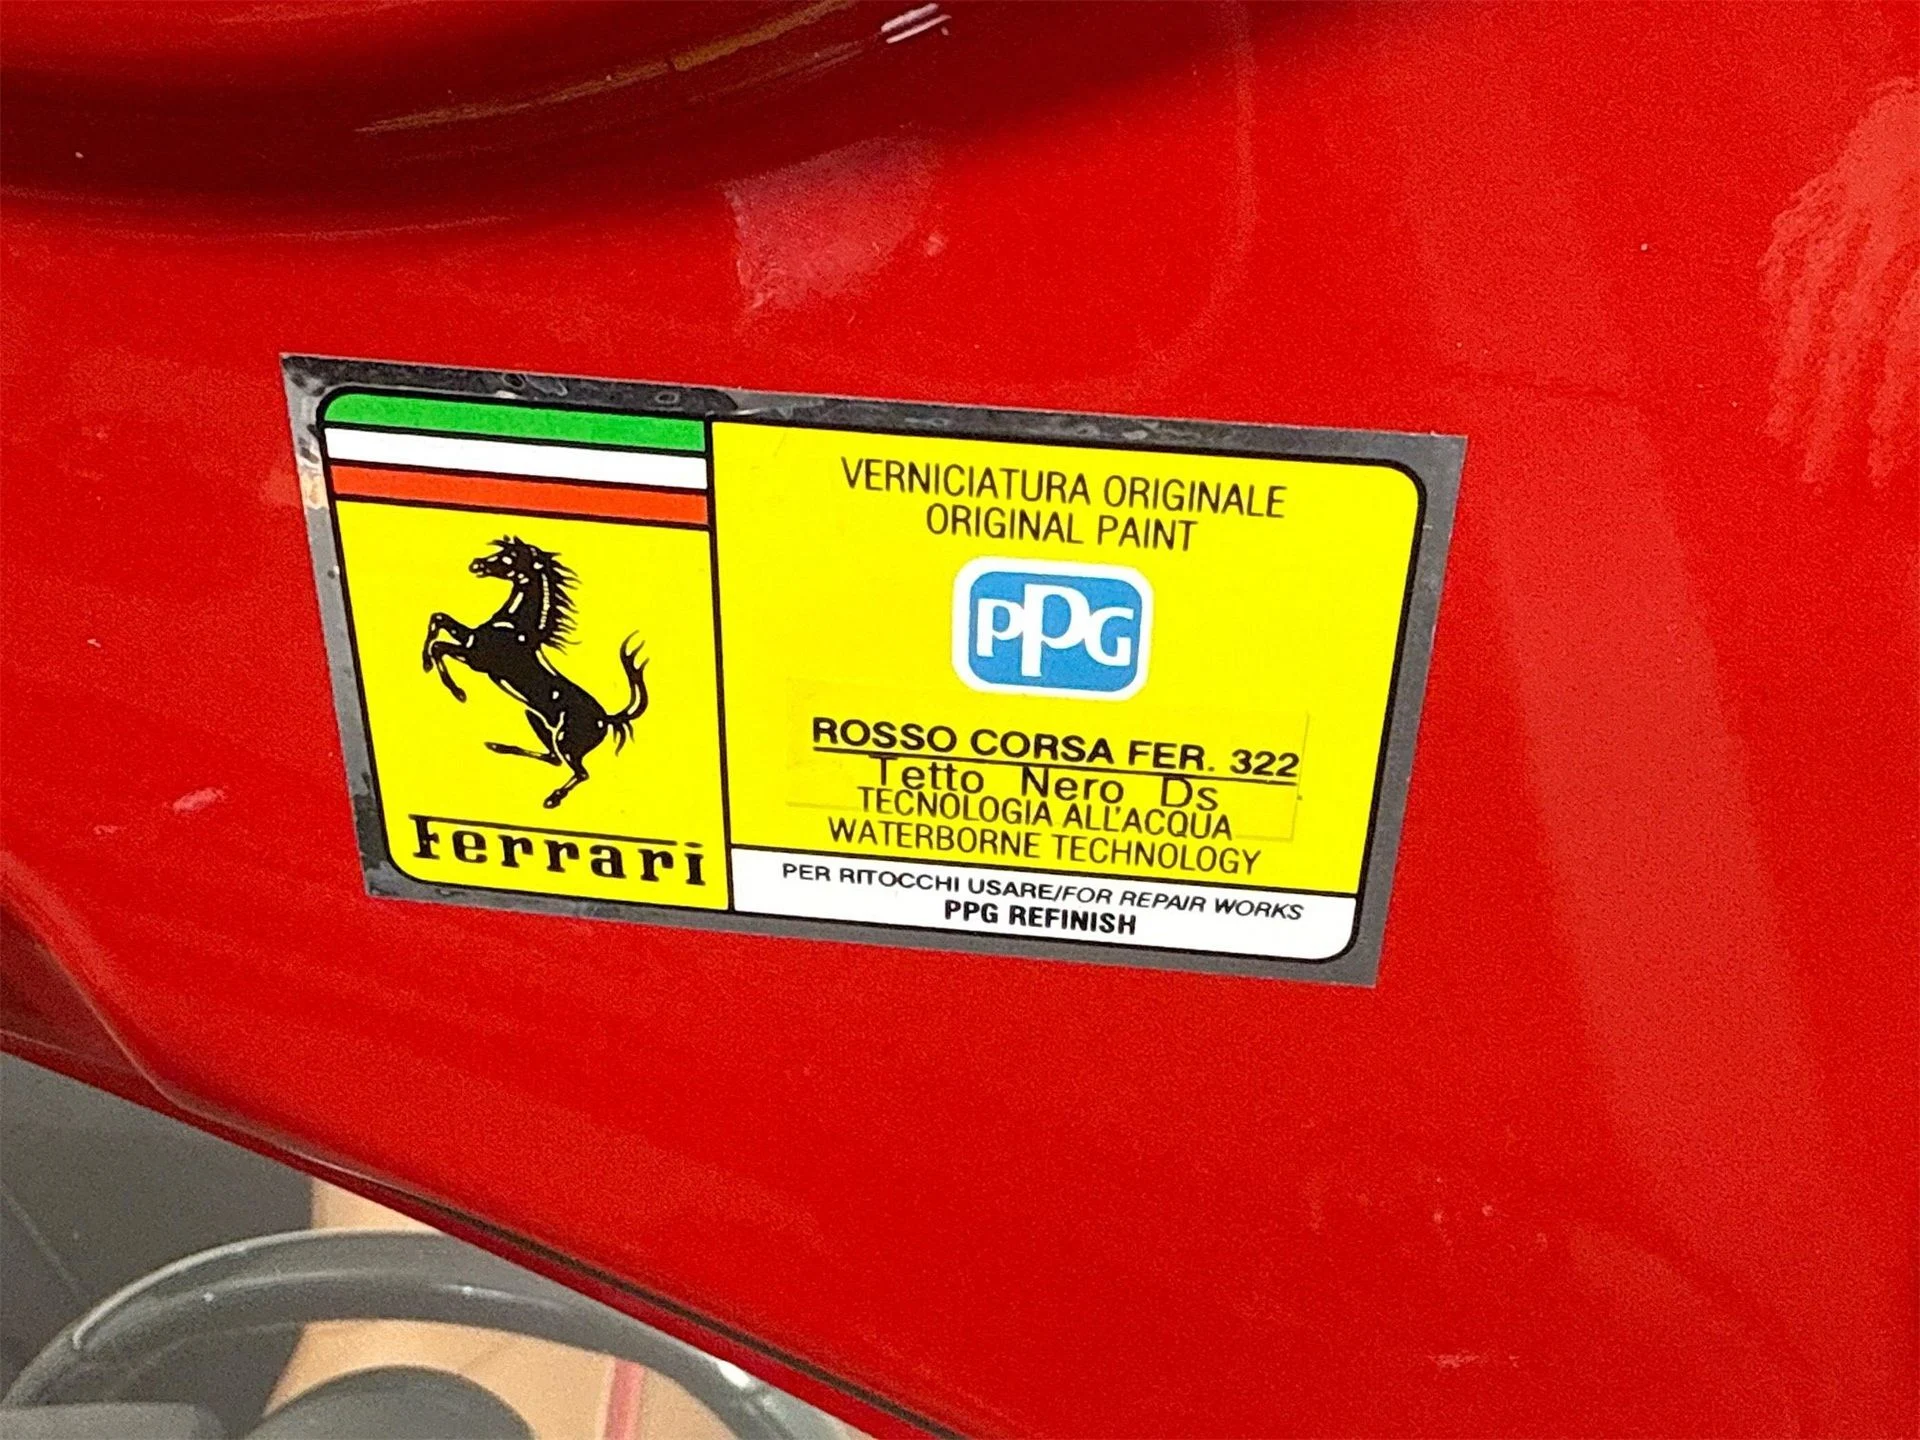 VERNICIATURA ORIGINALE
ORIGINAL PAINT
PPG
ROSSO CORSA FER. 322
Tetto Nero Ds
TECNOLOGIA ALL'ACQUA
WATERBORNE TECHNOLOGY
Ferrari
PER RITOCCHI USARE/FOR REPAIR WORKS
PPG REFINISH